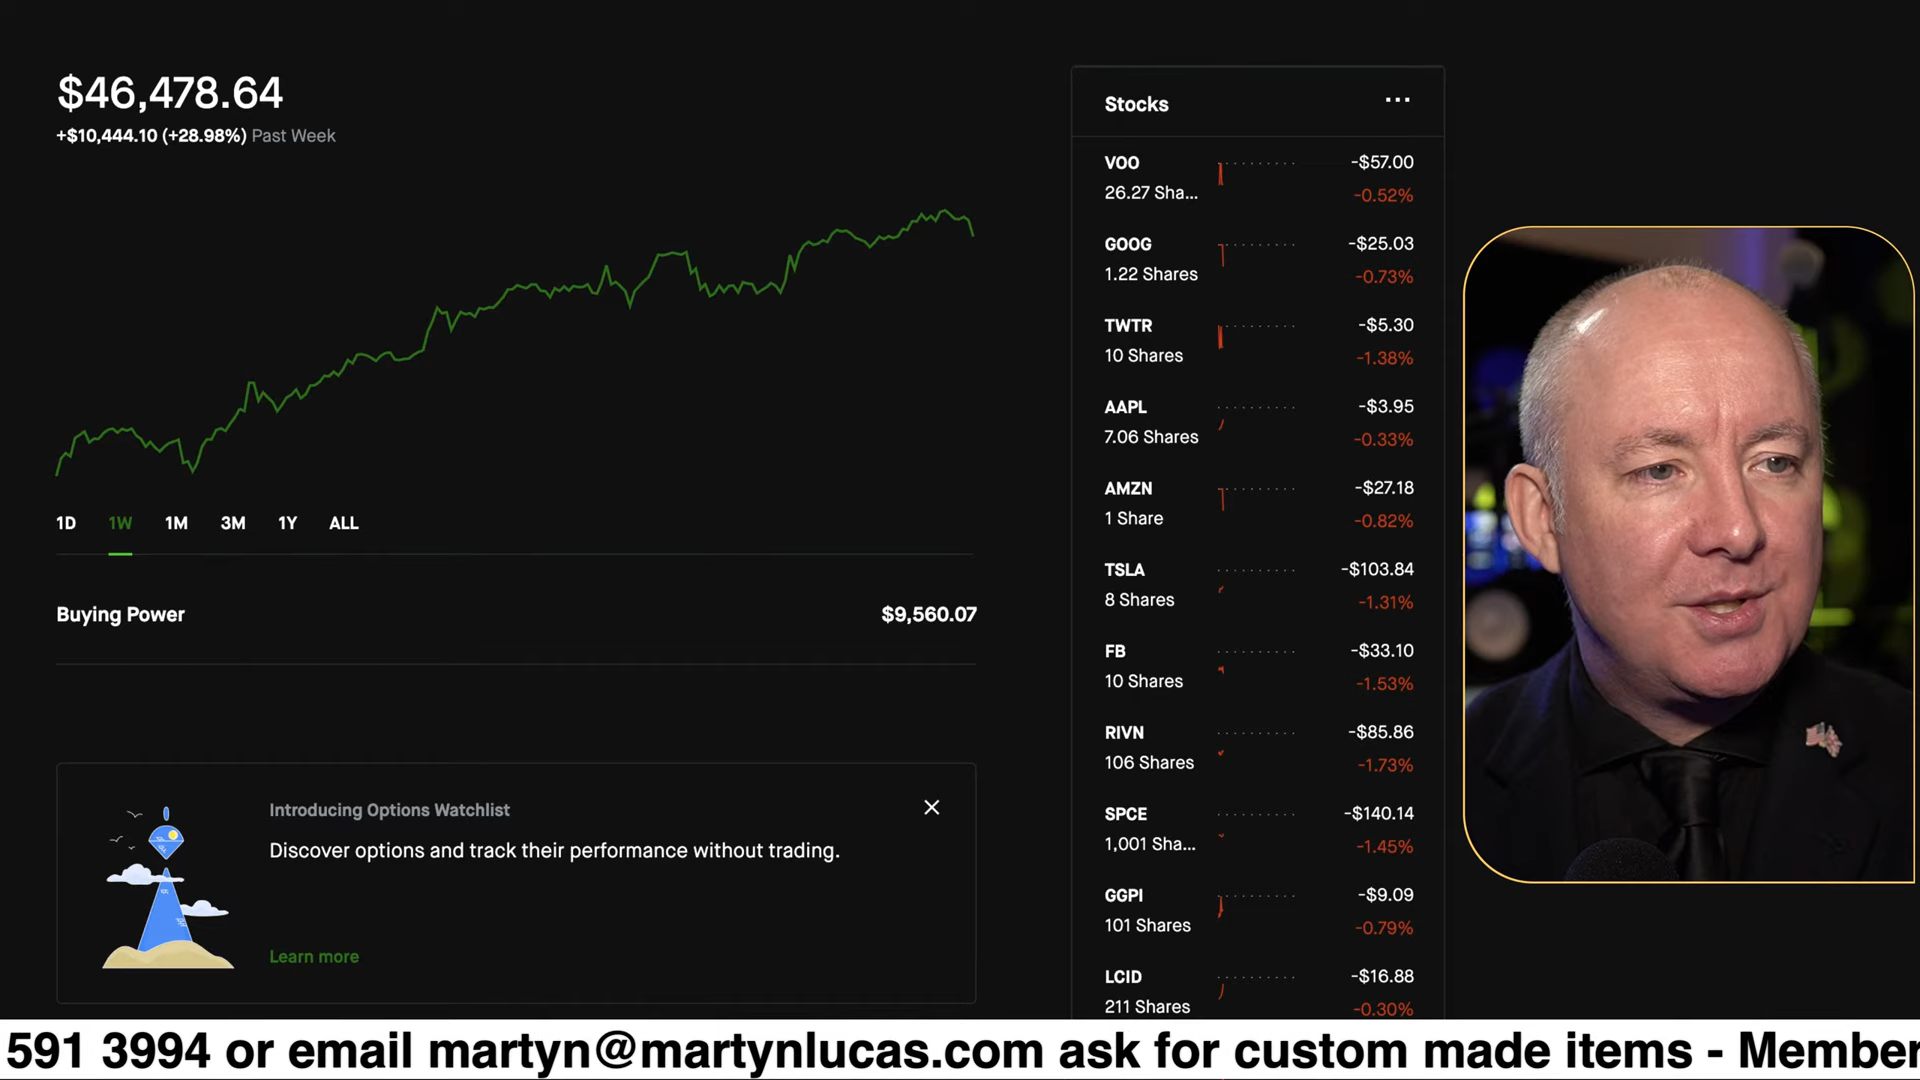 $46,478.64
+$10,444.10 (+28.98%) Past Week
1D 1W 1M 3M 1Y ALL
Buying Power $9,560.07
Introducing Options Watchlist
Discover options and track their performance without trading.
Learn more
Stocks
VOO -$57.00
26.27 Sha... -0.52%
GOOG -$25.03
1.22 Shares -0.73%
TWTR -$5.30
10 Shares -1.38%
AAPL -$3.95
7.06 Shares -0.33%
AMZN -$27.18
1 Share -0.82%
TSLA -$103.84
8 Shares -1.31%
FB -$33.10
10 Shares -1.53%
RIVN -$85.86
106 Shares -1.73%
SPCE -$140.14
1,001 Sha... -1.45%
GGPI -$9.09
101 Shares -0.79%
LCID -$16.88
211 Shares -0.30%
591 3994 or email martyn@martynlucas.com ask for custom made items - Member